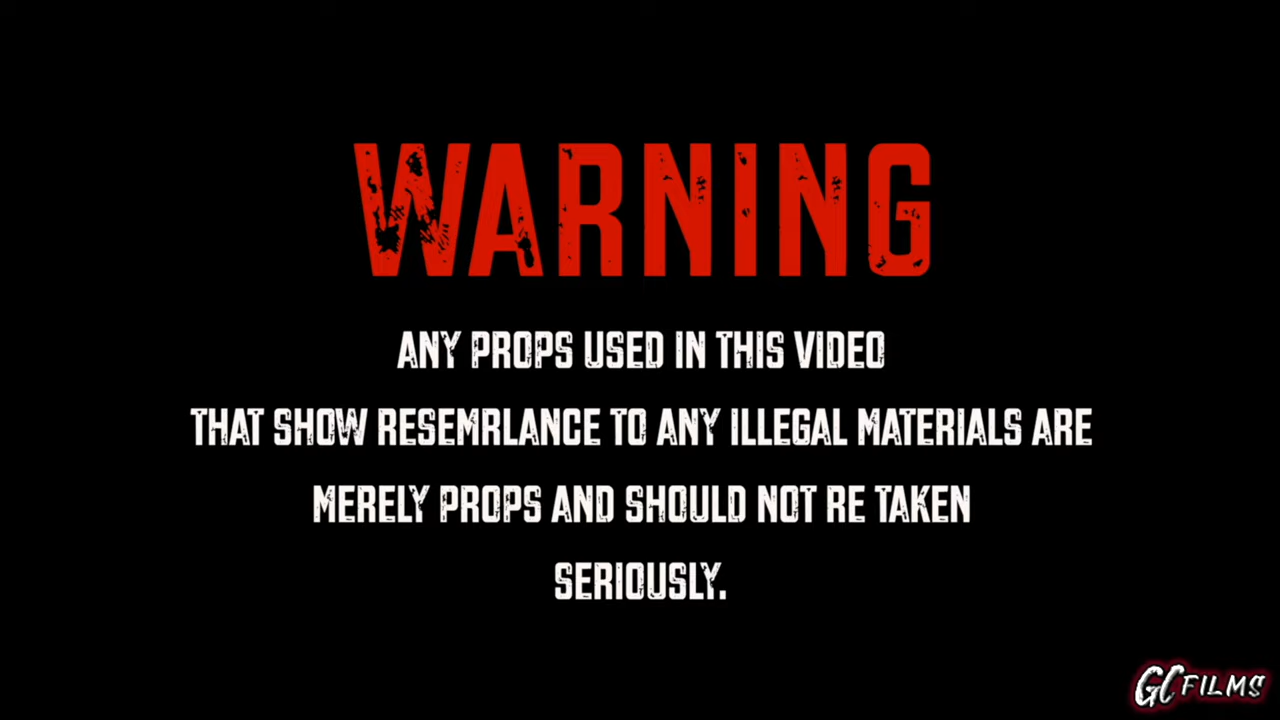 WARNING
ANY PROPS USED IN THIS VIDEO
THAT SHOW RESEMRLANCE TO ANY ILLEGAL MATERIALS ARE
MERELY PROPS AND SHOULD NOT RE TAKEN
SERIOUSLY.
GC FILMS